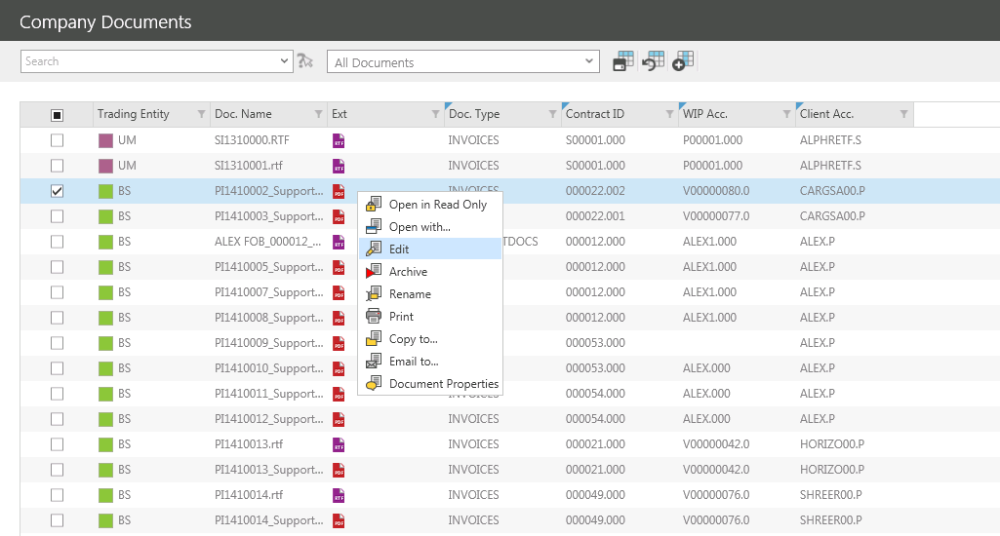 Company Documents
Search All Documents
Trading Entity Doc. Name Ext Doc. Type Contract ID WIP Acc. Client Acc.
UM SI1310000.RTF RTF INVOICES S00001.000 P00001.000 ALPHRETF.S
UM SI1310001.rtf RTF INVOICES S00001.000 P00001.000 ALPHRETF.S
BS PI1410002_Support... PDF INVOICES 000022.002 V00000080.0 CARGSA00.P
BS PI1410003_Support... PDF 000022.001 V00000077.0 CARGSA00.P
BS ALEX FOB_000012_... RTF TDOCS 000012.000 ALEX1.000 ALEX.P
BS PI1410005_Support... PDF 000012.000 ALEX1.000 ALEX.P
BS PI1410007_Support... PDF 000012.000 ALEX1.000 ALEX.P
BS PI1410008_Support... PDF 000012.000 ALEX1.000 ALEX.P
BS PI1410009_Support... PDF 000053.000 ALEX.P
BS PI1410010_Support... PDF 000053.000 ALEX.000 ALEX.P
BS PI1410011_Support... PDF 000054.000 ALEX.000 ALEX.P
BS PI1410012_Support... PDF INVOICES 000054.000 ALEX.000 ALEX.P
BS PI1410013.rtf RTF INVOICES 000021.000 V00000042.0 HORIZO00.P
BS PI1410013_Support... PDF INVOICES 000021.000 V00000042.0 HORIZO00.P
BS PI1410014.rtf RTF INVOICES 000049.000 V00000076.0 SHREER00.P
BS PI1410014_Support... PDF INVOICES 000049.000 V00000076.0 SHREER00.P
Open in Read Only
Open with...
Edit
Archive
Rename
Print
Copy to...
Email to...
Document Properties